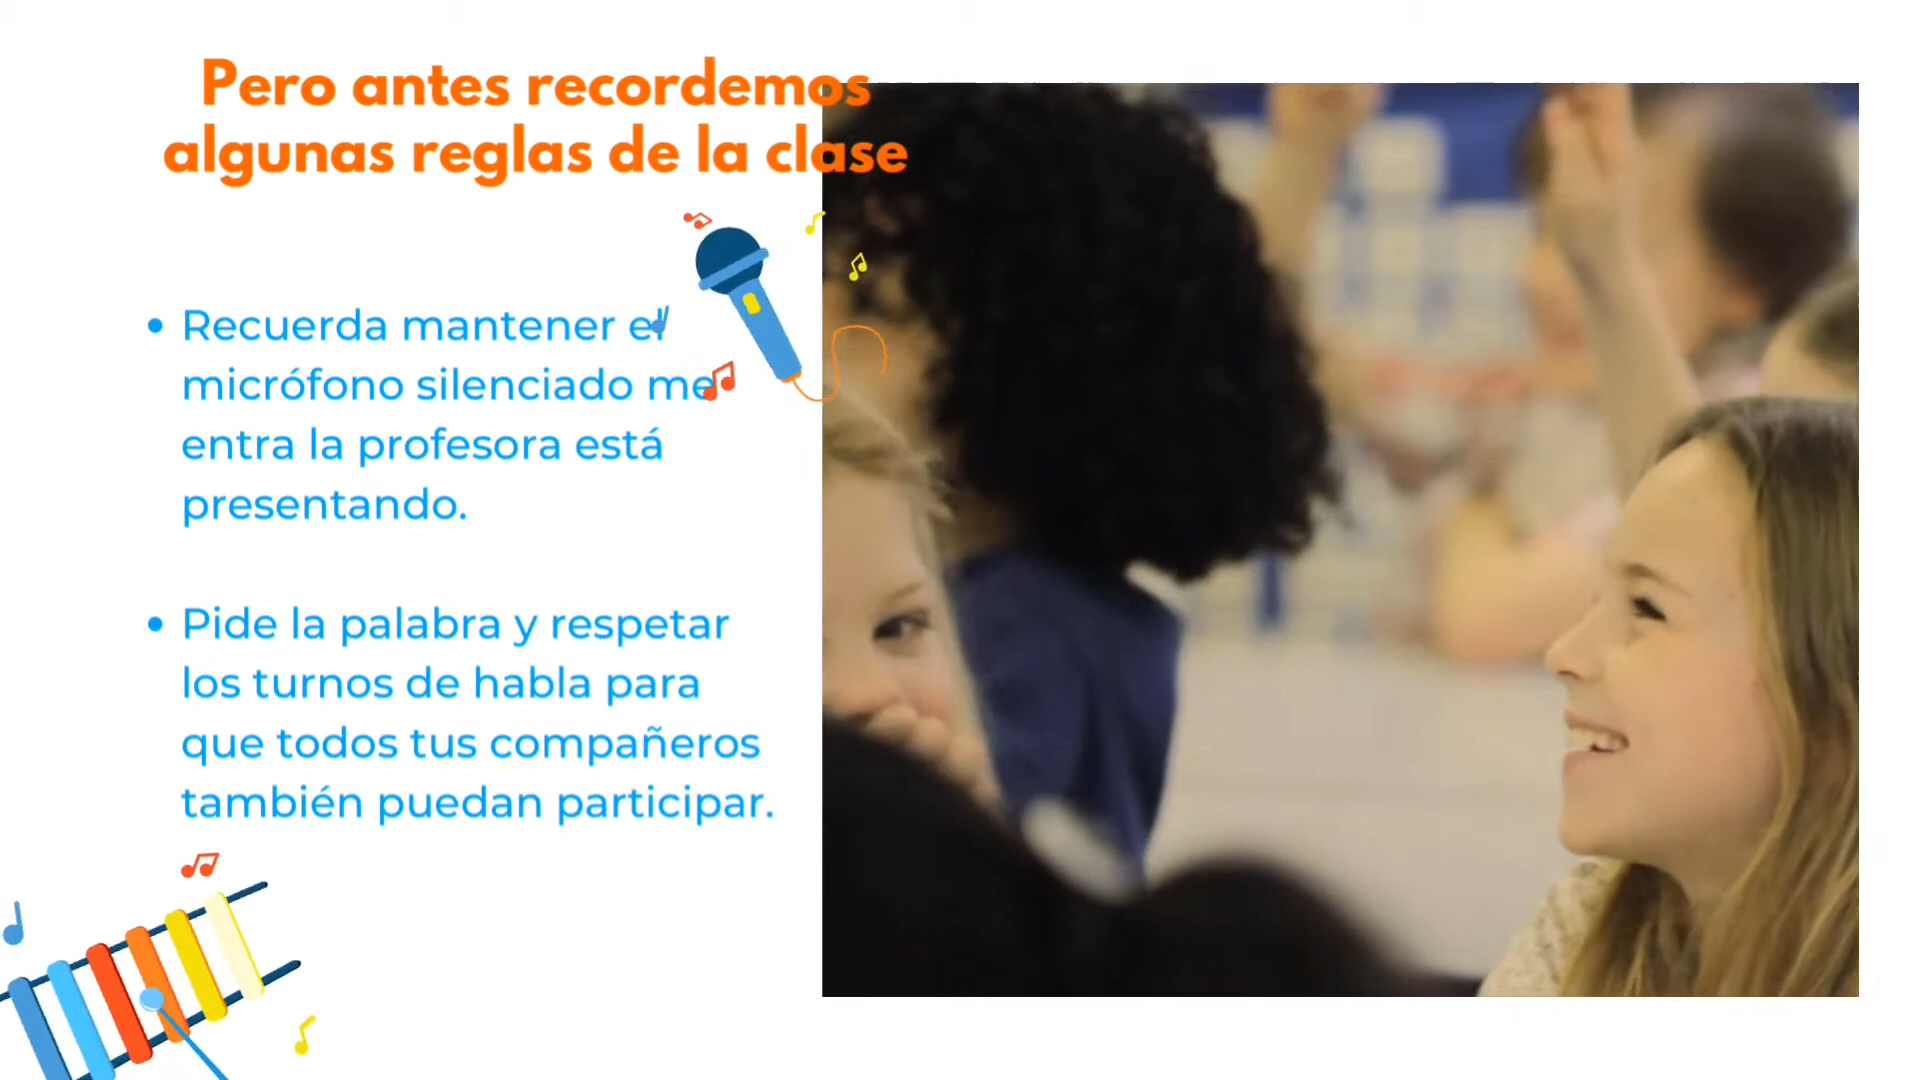 Pero antes recordemos
algunas reglas de la clase
Recuerda mantener el
micrófono silenciado me
entra la profesora está
presentando.
Pide la palabra y respetar
los turnos de habla para
que todos tus compañeros
también puedan participar.